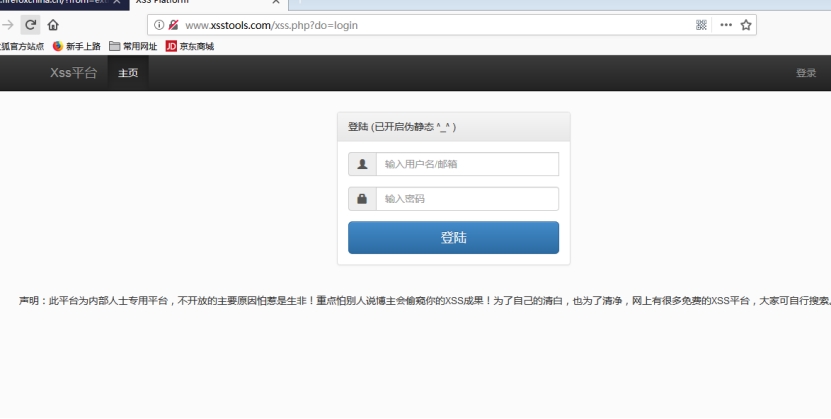 XSS Platform
www.xsstools.com/xss.php?do=login
狐官方站点 新手上路 常用网址 JD 京东商城
Xss平台 主页 登录
登陆 (已开启伪静态 ^_^ )
输入用户名/邮箱
输入密码
登陆
声明：此平台为内部人士专用平台，不开放的主要原因怕惹是生非！重点怕别人说博主会偷窥你的XSS成果！为了自己的清白，也为了清净，网上有很多免费的XSS平台，大家可自行搜索